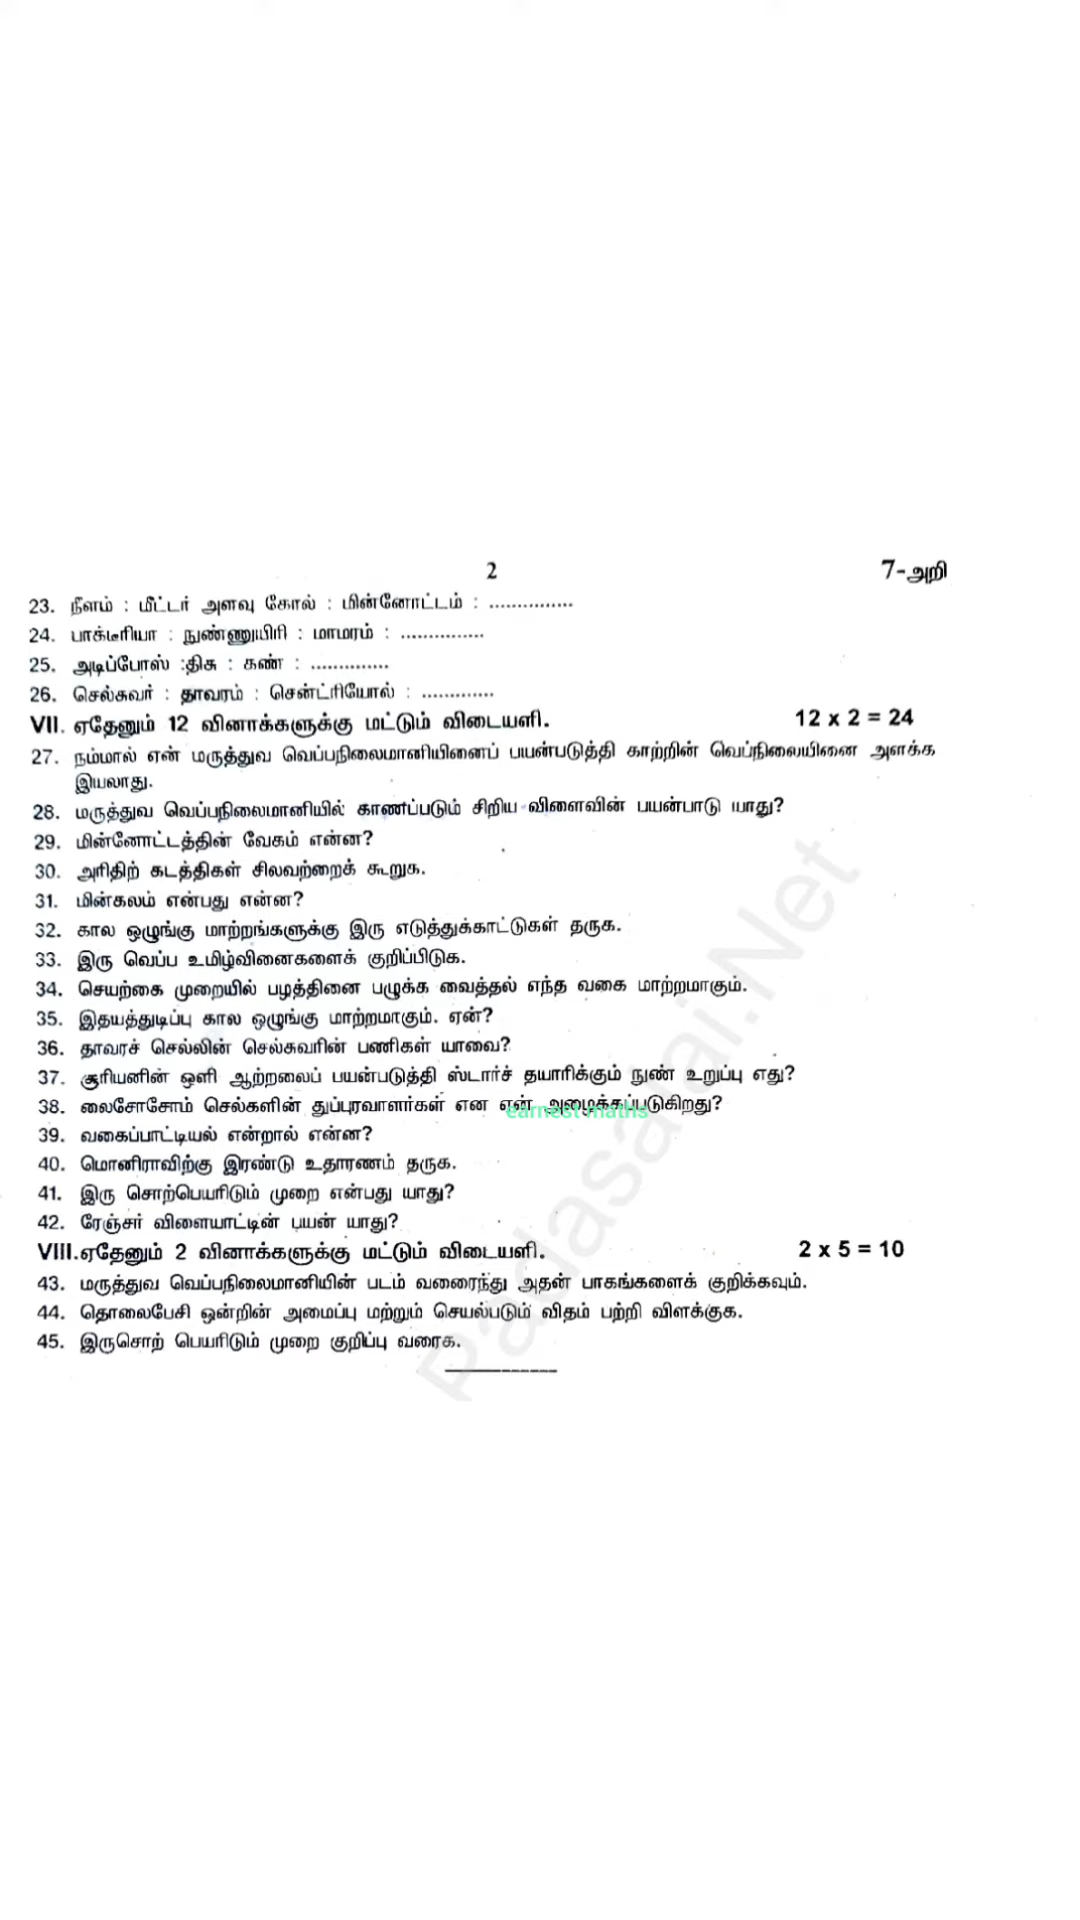 2
7-அறி
23. நீளம் : மீட்டர் அளவு கோல் : மின்னோட்டம் : ...............
24. பாக்டீரியா : நுண்ணுயிரி : மாமரம் : ...............
25. அடிப்போஸ் :திசு : கண் : ..............
26. செல்சுவர் : தாவரம் : சென்ட்ரியோல் : .............
VII. ஏதேனும் 12 வினாக்களுக்கு மட்டும் விடையளி. 12 x 2 = 24
27. நம்மால் ஏன் மருத்துவ வெப்பநிலைமானியினைப் பயன்படுத்தி காற்றின் வெப்நிலையினை அளக்க
இயலாது.
28. மருத்துவ வெப்பநிலைமானியில் காணப்படும் சிறிய விளைவின் பயன்பாடு யாது?
29. மின்னோட்டத்தின் வேகம் என்ன?
30. அரிதிற் கடத்திகள் சிலவற்றைக் கூறுக.
31. மின்கலம் என்பது என்ன?
32. கால ஒழுங்கு மாற்றங்களுக்கு இரு எடுத்துக்காட்டுகள் தருக.
33. இரு வெப்ப உமிழ்வினைகளைக் குறிப்பிடுக.
34. செயற்கை முறையில் பழத்தினை பழுக்க வைத்தல் எந்த வகை மாற்றமாகும்.
35. இதயத்துடிப்பு கால ஒழுங்கு மாற்றமாகும். ஏன்?
36. தாவரச் செல்லின் செல்சுவரின் பணிகள் யாவை?
37. சூரியனின் ஒளி ஆற்றலைப் பயன்படுத்தி ஸ்டார்ச் தயாரிக்கும் நுண் உறுப்பு எது?
38. லைசோசோம் செல்களின் துப்புரவாளர்கள் என ஏன் அழைக்கப்படுகிறது?
earnest maths
39. வகைப்பாட்டியல் என்றால் என்ன?
40. மொனிராவிற்கு இரண்டு உதாரணம் தருக.
41. இரு சொற்பெயரிடும் முறை என்பது யாது?
42. ரேஞ்சர் விளையாட்டின் பயன் யாது?
VIII.ஏதேனும் 2 வினாக்களுக்கு மட்டும் விடையளி. 2 x 5 = 10
43. மருத்துவ வெப்பநிலைமானியின் படம் வரைைந்து அதன் பாகங்களைக் குறிக்கவும்.
44. தொலைபேசி ஒன்றின் அமைப்பு மற்றும் செயல்படும் விதம் பற்றி விளக்குக.
45. இருசொற் பெயரிடும் முறை குறிப்பு வரைக.
Padasalai.Net